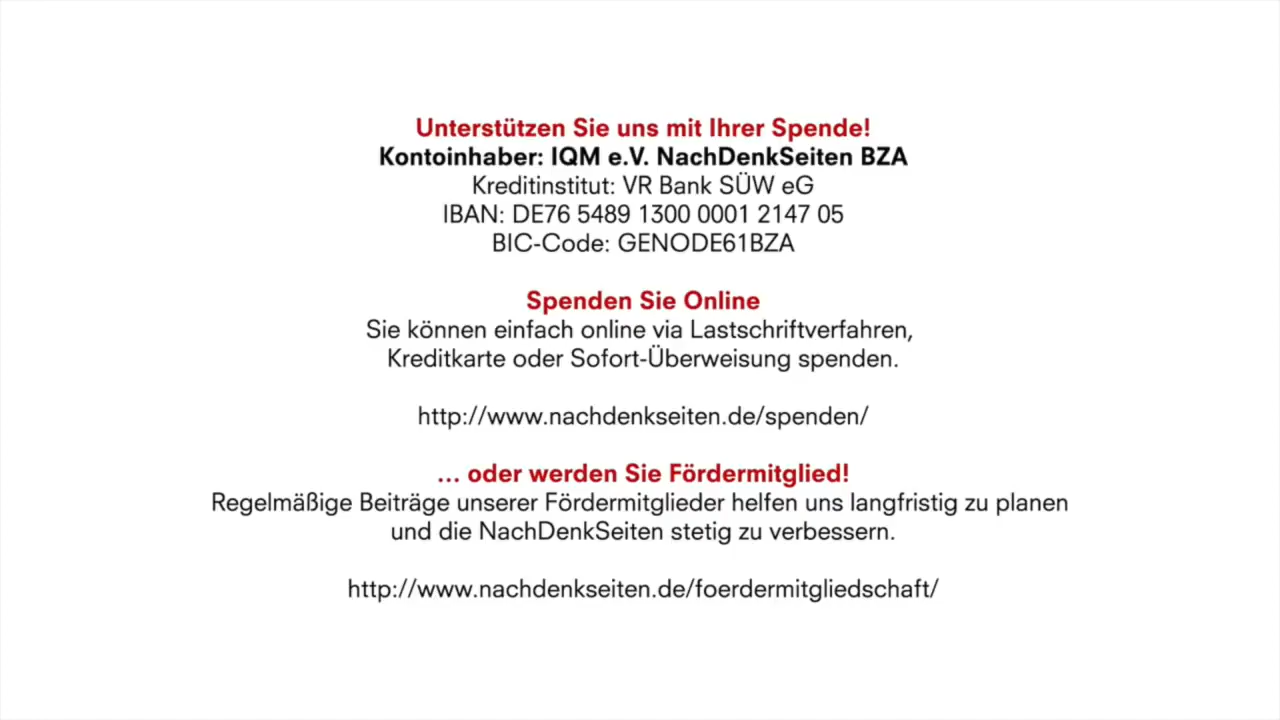 Unterstützen Sie uns mit Ihrer Spende!
Kontoinhaber: IQM e.V. NachDenkSeiten BZA
Kreditinstitut: VR Bank SÜW eG
IBAN: DE76 5489 1300 0001 2147 05
BIC-Code: GENODE61BZA
Spenden Sie Online
Sie können einfach online via Lastschriftverfahren,
Kreditkarte oder Sofort-Überweisung spenden.
http://www.nachdenkseiten.de/spenden/
... oder werden Sie Fördermitglied!
Regelmäßige Beiträge unserer Fördermitglieder helfen uns langfristig zu planen
und die NachDenkSeiten stetig zu verbessern.
http://www.nachdenkseiten.de/foerdermitgliedschaft/